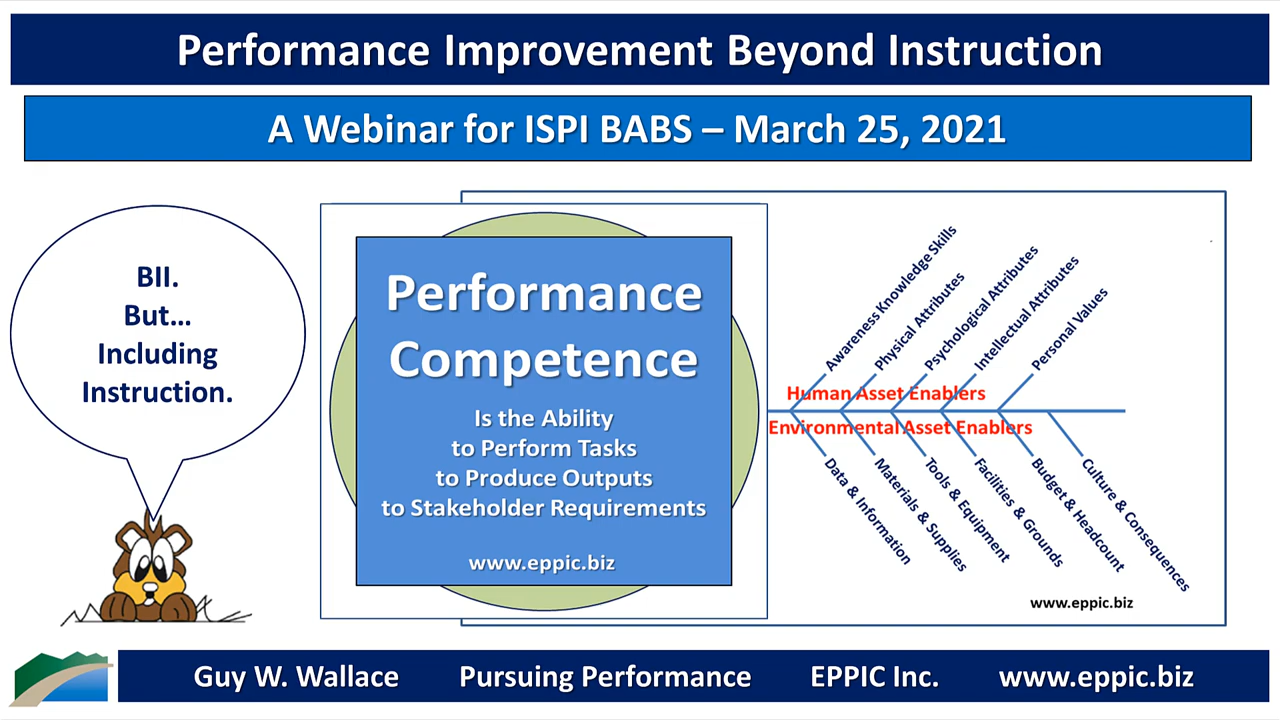 Performance Improvement Beyond Instruction
A Webinar for ISPI BABS – March 25, 2021
BII.
But…
Including
Instruction.
Performance
Competence
Is the Ability
to Perform Tasks
to Produce Outputs
to Stakeholder Requirements
www.eppic.biz
Awareness Knowledge Skills
Physical Attributes
Psychological Attributes
Intellectual Attributes
Personal Values
Human Asset Enablers
Environmental Asset Enablers
Data & Information
Materials & Supplies
Tools & Equipment
Facilities & Grounds
Budget & Headcount
Culture & Consequences
www.eppic.biz
Guy W. Wallace Pursuing Performance EPPIC Inc. www.eppic.biz